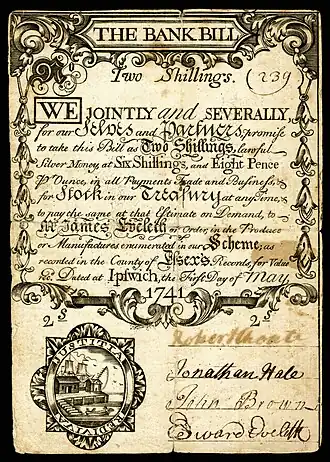 THE BANK BILL
Two Shillings. (239)
WE JOINTLY and SEVERALLY,
for our Selves and Partners, promise
to take this Bill as Two Shillings, lawful
Silver Money, at Six Shillings, and Eight Pence
℗ Ounce, in all Payments Trade and Business, &
for Stock in our Treasury at any Time, &
to pay the same at that Estimate on Demand, to
Mr James Eveleth or Order, in the Produce
or Manufactures enumerated in our Scheme; as
recorded in the County of Essex's Records, for Value
Rec. Dated at Ipswich, the First Day of May,
1741
2s 2s
JUSTITIA
Robert Choate
Jonathan Hale
2s John Brown
Edward Eveleth